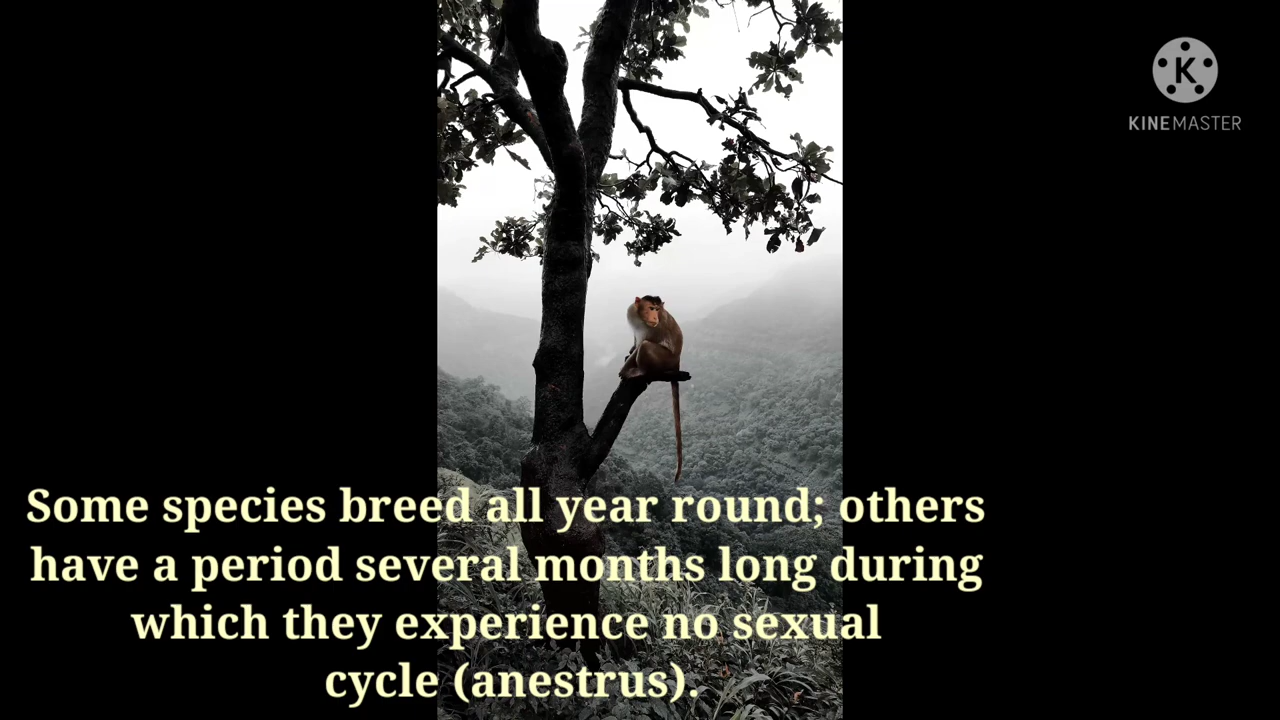 K
KINEMASTER
Some species breed all year round; others
have a period several months long during
which they experience no sexual
cycle (anestrus).